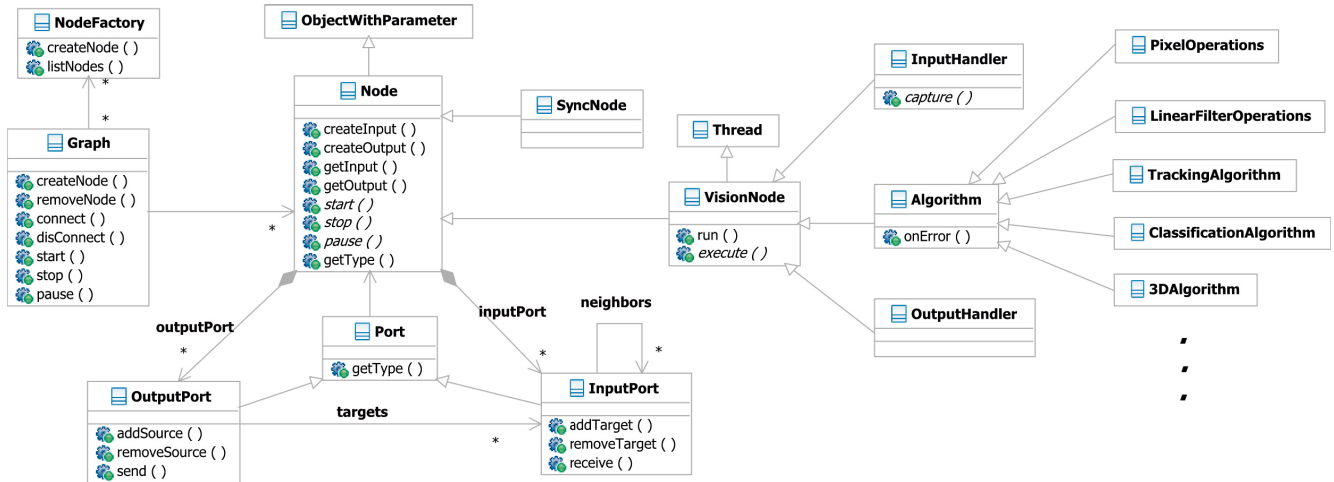 NodeFactory
createNode ( )
listNodes ( )
*
*
Graph
createNode ( )
removeNode ( )
connect ( )
disConnect ( )
start ( )
stop ( )
pause ( )
*
ObjectWithParameter
Node
createInput ( )
createOutput ( )
getInput ( )
getOutput ( )
start ( )
stop ( )
pause ( )
getType ( )
SyncNode
outputPort
*
Port
getType ( )
inputPort
*
neighbors
*
OutputPort
addSource ( )
removeSource ( )
send ( )
targets
*
InputPort
addTarget ( )
removeTarget ( )
receive ( )
Thread
VisionNode
run ( )
execute ( )
InputHandler
capture ( )
Algorithm
onError ( )
OutputHandler
PixelOperations
LinearFilterOperations
TrackingAlgorithm
ClassificationAlgorithm
3DAlgorithm
.
.
.